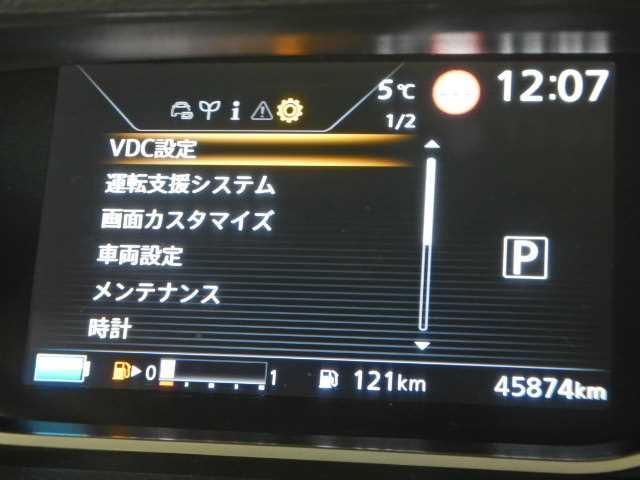 5℃
12:07
1/2
VDC設定
運転支援システム
画面カスタマイズ
車両設定
メンテナンス
時計
P
0 1 121km 45874km